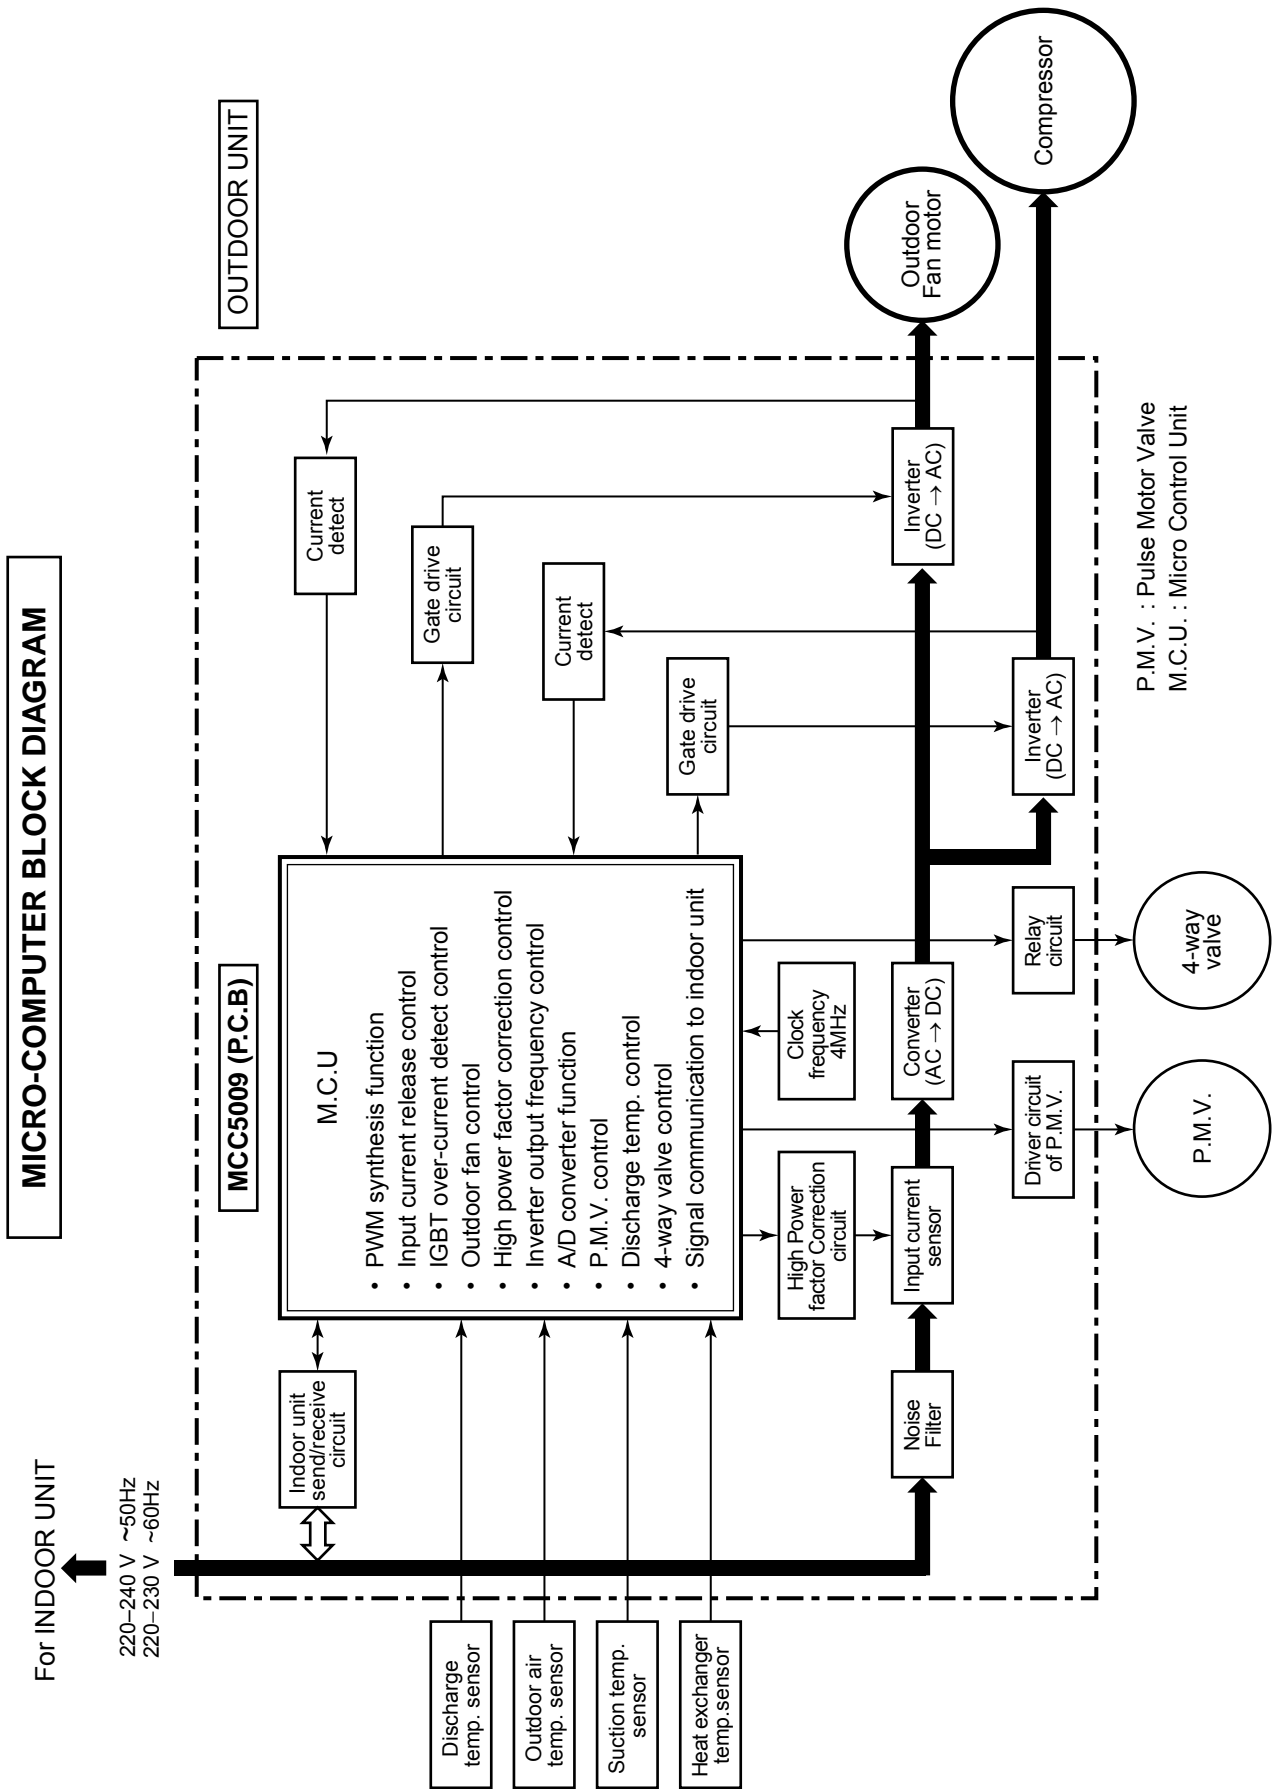 MICRO-COMPUTER BLOCK DIAGRAM
For INDOOR UNIT
220–240 V ~50Hz
220–230 V ~60Hz
MCC5009 (P.C.B)
OUTDOOR UNIT
Indoor unit
send/receive
circuit
M.C.U
• PWM synthesis function
• Input current release control
• IGBT over-current detect control
• Outdoor fan control
• High power factor correction control
• Inverter output frequency control
• A/D converter function
• P.M.V. control
• Discharge temp. control
• 4-way valve control
• Signal communication to indoor unit
Current
detect
Gate drive
circuit
Current
detect
Gate drive
circuit
Discharge
temp. sensor
Outdoor air
temp. sensor
Suction temp.
sensor
Heat exchanger
temp.sensor
High Power
factor Correction
circuit
Clock
frequency
4MHz
Noise
Filter
Input current
sensor
Converter
(AC → DC)
Inverter
(DC → AC)
Outdoor
Fan motor
Driver circuit
of P.M.V.
Relay
circuit
Inverter
(DC → AC)
Compressor
P.M.V.
4-way
valve
P.M.V. : Pulse Motor Valve
M.C.U. : Micro Control Unit